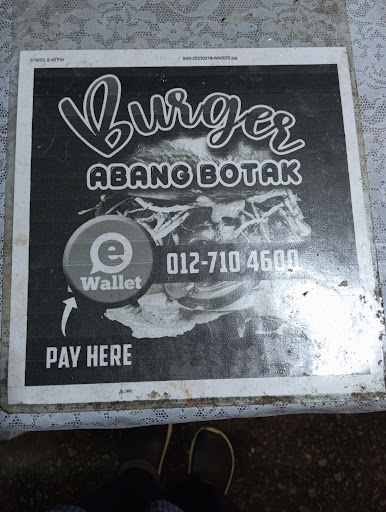 Burger
ABANG BOTAK
e
Wallet
012-710 4600
PAY HERE